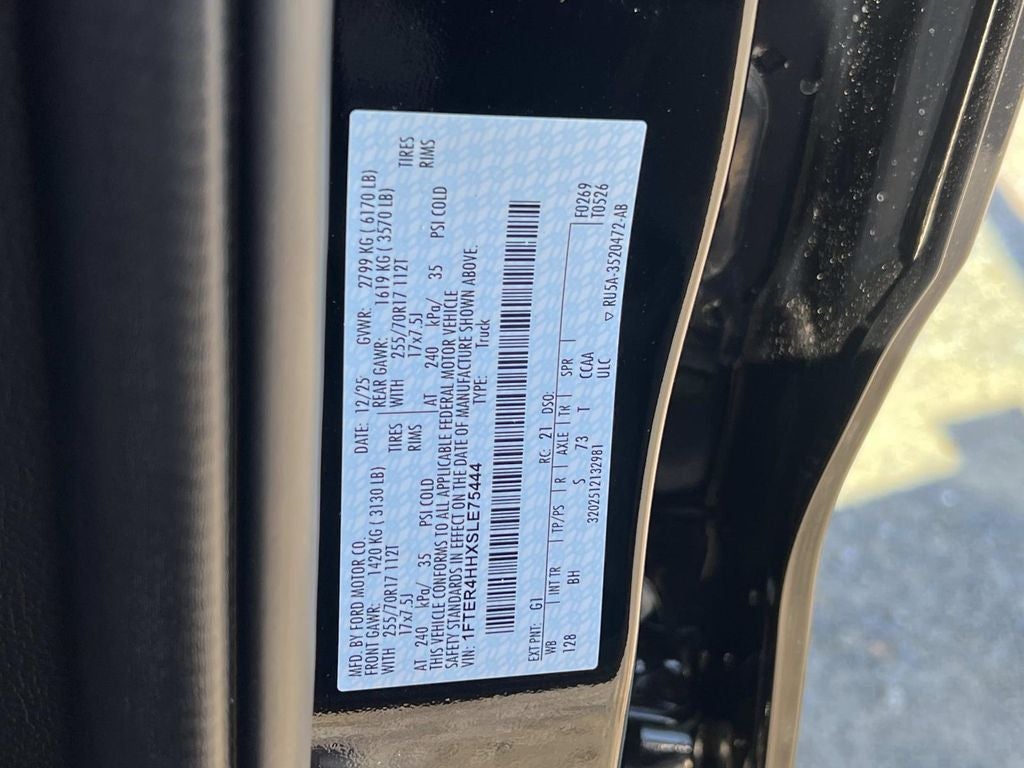 MFD. BY FORD MOTOR CO.
DATE: 12/25 GVWR: 2799 KG ( 6170 LB)
FRONT GAWR: 1420 KG ( 3130 LB) REAR GAWR: 1619 KG ( 3570 LB)
WITH 255/70R17 112T TIRES WITH 255/70R17 112T TIRES
17x7.5J RIMS 17x7.5J RIMS
AT 240 kPa/ 35 PSI COLD AT 240 kPa/ 35 PSI COLD
THIS VEHICLE CONFORMS TO ALL APPLICABLE FEDERAL MOTOR VEHICLE
SAFETY STANDARDS IN EFFECT ON THE DATE OF MANUFACTURE SHOWN ABOVE.
VIN: 1FTER4HHXSLE75444 TYPE: Truck
EXT PNT: G1 RC: 21 DSO: F0269
WB INT TR TP/PS R AXLE TR SPR T0526
128 BH S 73 T CCAA
320251213298​1 ULC
▽ RU5A-3520472-AB